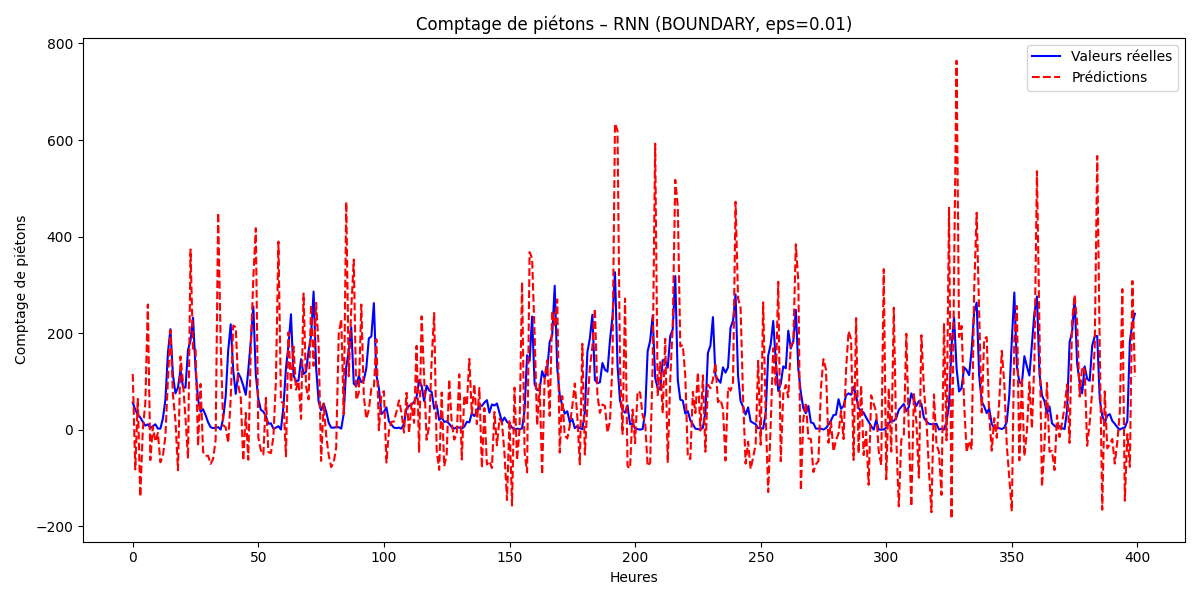 Comptage de piétons – RNN (BOUNDARY, eps=0.01)
800
600
400
200
0
−200
Comptage de piétons
Valeurs réelles
Prédictions
0 50 100 150 200 250 300 350 400
Heures